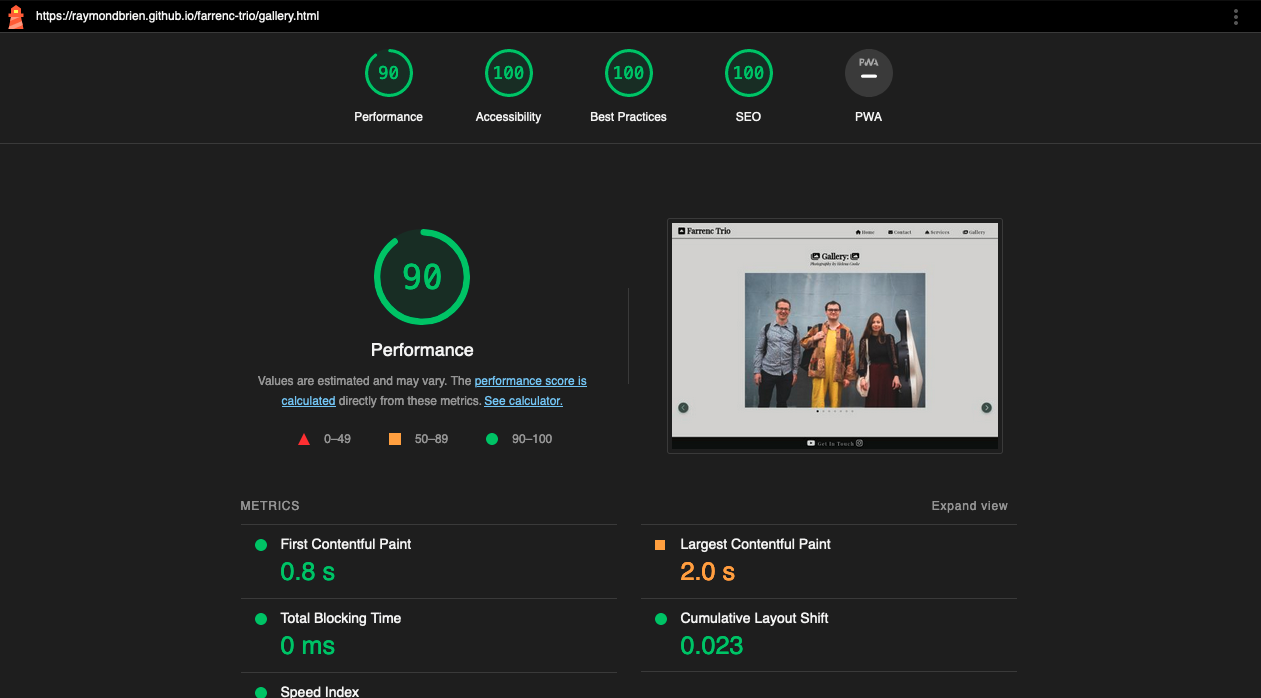 https://raymondbrien.github.io/farrenc-trio/gallery.html
90
100
100
100
PWA
Performance
Accessibility
Best Practices
SEO
PWA
90
Performance
Values are estimated and may vary. The performance score is
calculated directly from these metrics. See calculator.
0–49
50–89
90–100
Farrenc Trio
Home
Contact
Services
Gallery
Gallery:
Photography by Helena Cooke
Get In Touch
METRICS
Expand view
First Contentful Paint
0.8 s
Largest Contentful Paint
2.0 s
Total Blocking Time
0 ms
Cumulative Layout Shift
0.023
Speed Index